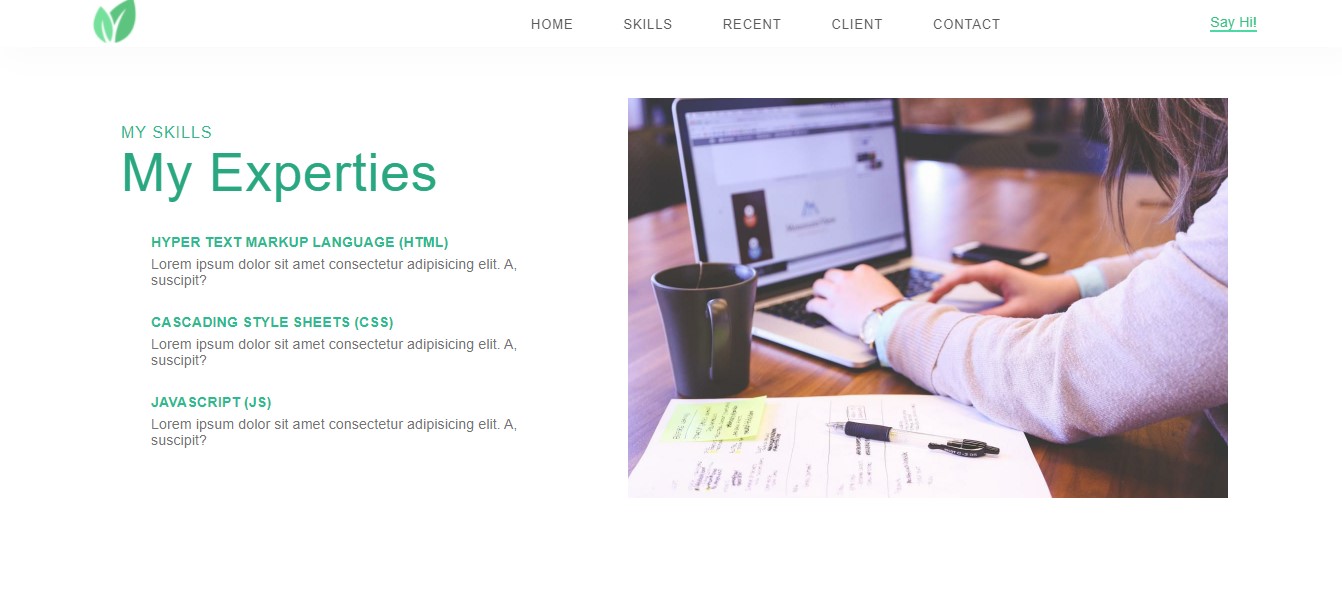 HOME SKILLS RECENT CLIENT CONTACT Say Hi!
MY SKILLS
My Experties
HYPER TEXT MARKUP LANGUAGE (HTML)
Lorem ipsum dolor sit amet consectetur adipisicing elit. A,
suscipit?
CASCADING STYLE SHEETS (CSS)
Lorem ipsum dolor sit amet consectetur adipisicing elit. A,
suscipit?
JAVASCRIPT (JS)
Lorem ipsum dolor sit amet consectetur adipisicing elit. A,
suscipit?